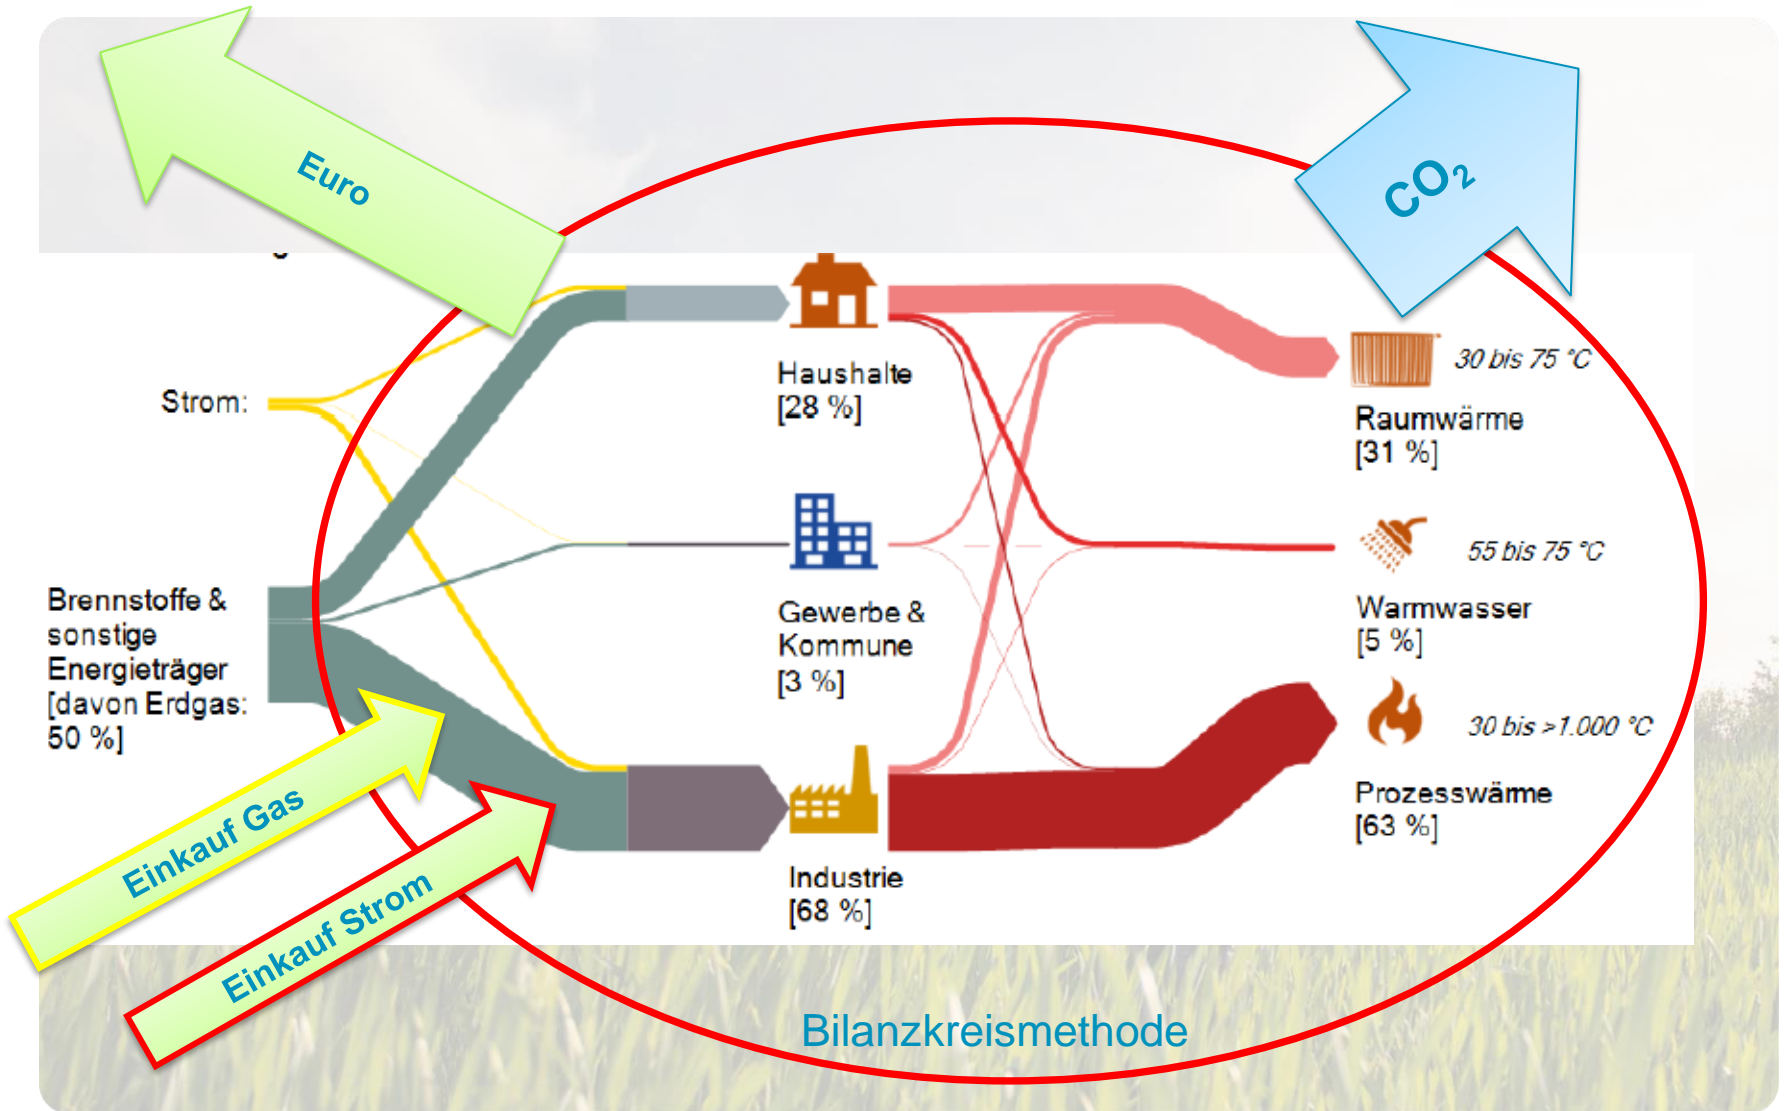 Euro
CO₂
Strom:
Haushalte
[28 %]
30 bis 75 °C
Raumwärme
[31 %]
55 bis 75 °C
Warmwasser
[5 %]
Brennstoffe &
sonstige
Energieträger
[davon Erdgas:
50 %]
Gewerbe &
Kommune
[3 %]
30 bis >1.000 °C
Prozesswärme
[63 %]
Einkauf Gas
Einkauf Strom
Industrie
[68 %]
Bilanzkreismethode